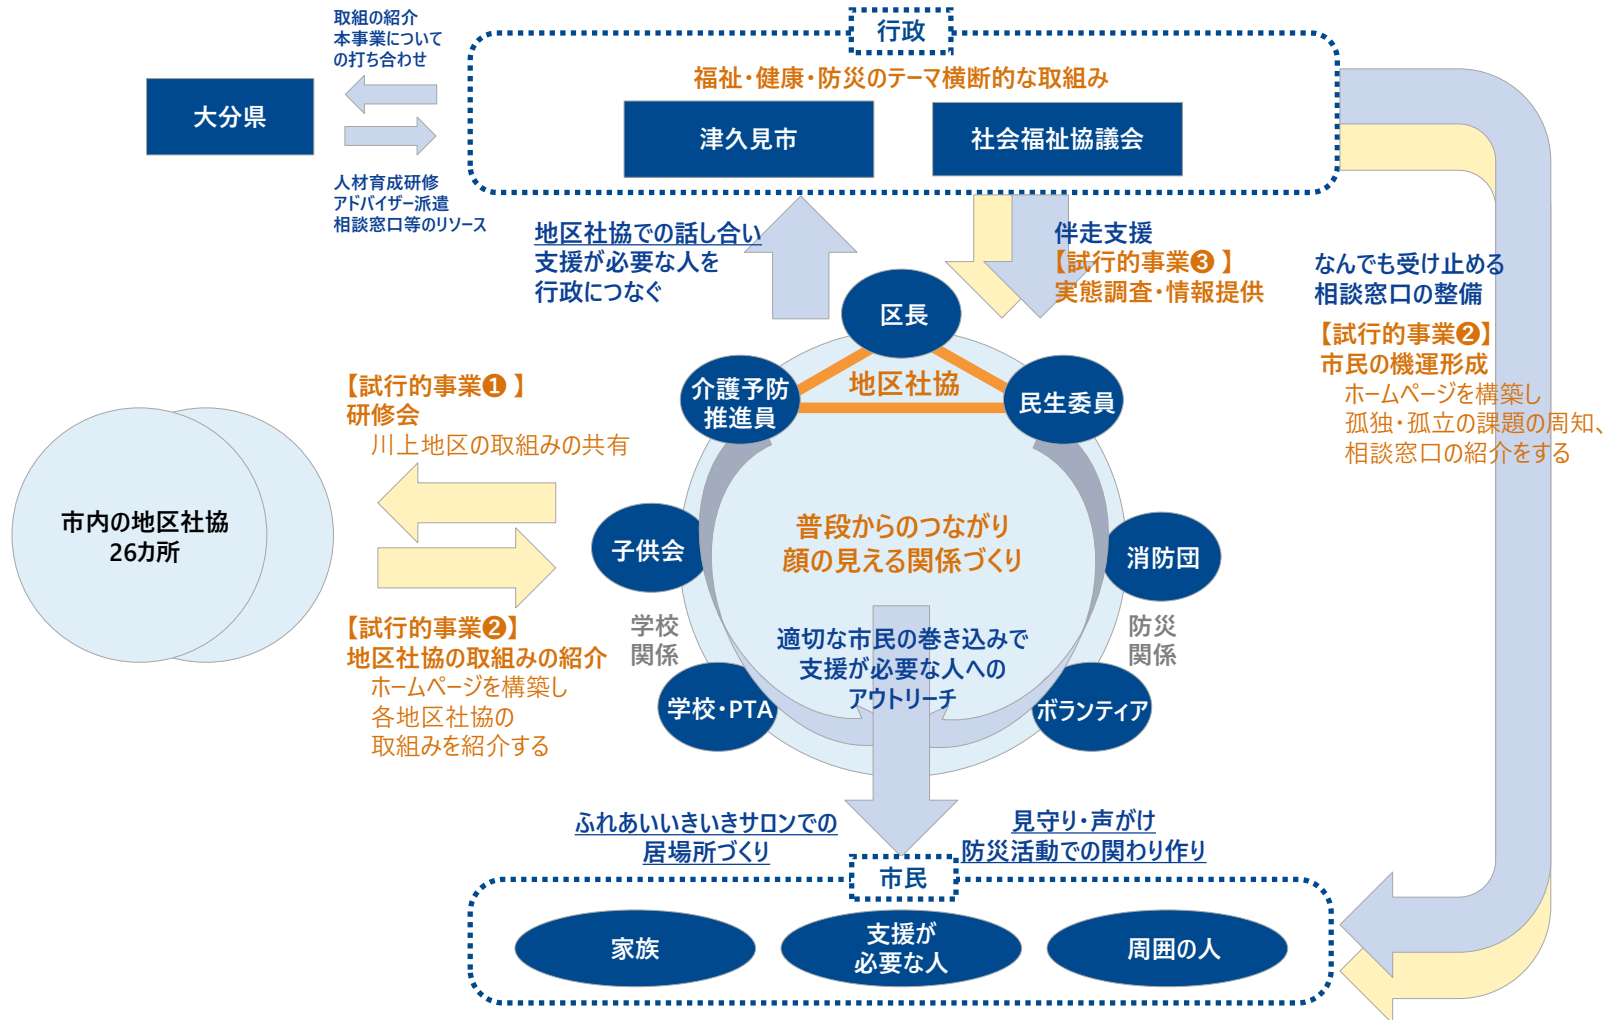 取組の紹介
本事業について
の打ち合わせ
行政
福祉・健康・防災のテーマ横断的な取組み
大分県
津久見市
社会福祉協議会
人材育成研修
アドバイザー派遣
相談窓口等のリソース
地区社協での話し合い
支援が必要な人を
行政につなぐ
伴走支援
【試行的事業❸ 】
実態調査・情報提供
なんでも受け止める
相談窓口の整備
【試行的事業❷】
市民の機運形成
ホームページを構築し
孤独・孤立の課題の周知、
相談窓口の紹介をする
区長
地区社協
介護予防
推進員
民生委員
【試行的事業❶ 】
研修会
川上地区の取組みの共有
市内の地区社協
26カ所
普段からのつながり
顔の見える関係づくり
子供会
消防団
学校
関係
防災
関係
【試行的事業❷】
地区社協の取組みの紹介
ホームページを構築し
各地区社協の
取組みを紹介する
適切な市民の巻き込みで
支援が必要な人への
アウトリーチ
学校・PTA
ボランティア
ふれあいいきいきサロンでの
居場所づくり
見守り・声がけ
防災活動での関わり作り
市民
家族
支援が
必要な人
周囲の人